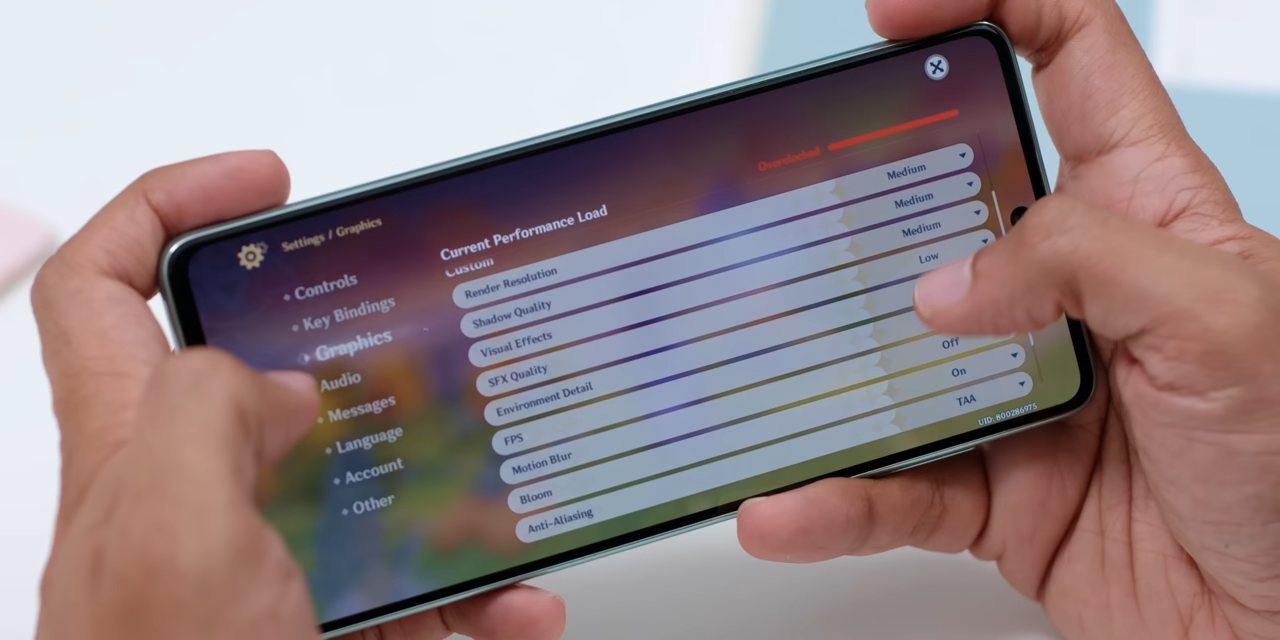 Settings / Graphics
Controls
Key Bindings
Graphics
Audio
Messages
Language
Account
Other
Current Performance Load
Overclocked
Custom
Render Resolution Medium
Shadow Quality Medium
Visual Effects Medium
SFX Quality Low
Environment Detail
FPS
Motion Blur Off
Bloom On
Anti-Aliasing TAA
UID: 800286975